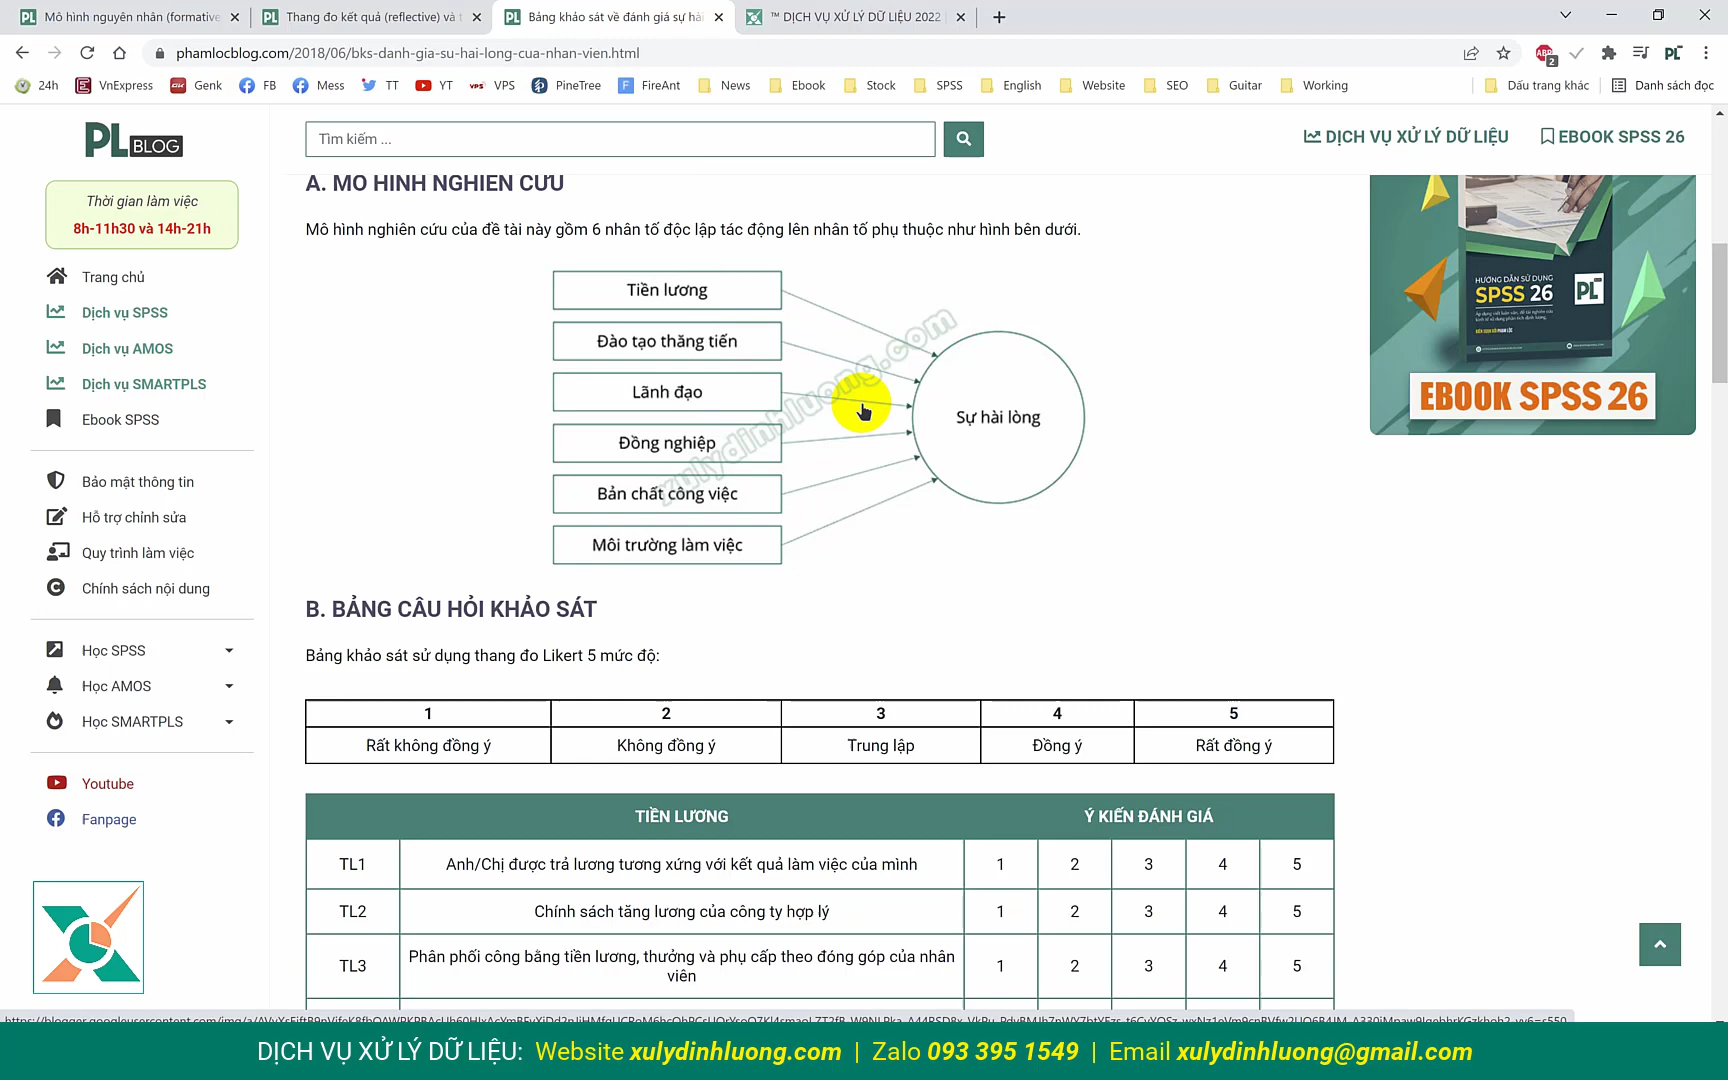 Mô hình nguyên nhân (formative
Thang đo kết quả (reflective) và t
Bảng khảo sát về đánh giá sự hài
™ DỊCH VỤ XỬ LÝ DỮ LIỆU 2022
phamlocblog.com/2018/06/bks-danh-gia-su-hai-long-cua-nhan-vien.html
24h VnExpress Genk FB Mess TT YT VPS PineTree FireAnt News Ebook Stock SPSS English Website SEO Guitar Working Dấu trang khác Danh sách đọc
PL BLOG
Tìm kiếm ...
DỊCH VỤ XỬ LÝ DỮ LIỆU
EBOOK SPSS 26
Thời gian làm việc
8h-11h30 và 14h-21h
Trang chủ
Dịch vụ SPSS
Dịch vụ AMOS
Dịch vụ SMARTPLS
Ebook SPSS
Bảo mật thông tin
Hỗ trợ chỉnh sửa
Quy trình làm việc
Chính sách nội dung
Học SPSS
Học AMOS
Học SMARTPLS
Youtube
Fanpage
A. MÔ HÌNH NGHIÊN CỨU
Mô hình nghiên cứu của đề tài này gồm 6 nhân tố độc lập tác động lên nhân tố phụ thuộc như hình bên dưới.
Tiền lương
Đào tạo thăng tiến
Lãnh đạo
Đồng nghiệp
Bản chất công việc
Môi trường làm việc
Sự hài lòng
xulydinhluong.com
B. BẢNG CÂU HỎI KHẢO SÁT
Bảng khảo sát sử dụng thang đo Likert 5 mức độ:
1 2 3 4 5
Rất không đồng ý Không đồng ý Trung lập Đồng ý Rất đồng ý
TIỀN LƯƠNG Ý KIẾN ĐÁNH GIÁ
TL1 Anh/Chị được trả lương tương xứng với kết quả làm việc của mình 1 2 3 4 5
TL2 Chính sách tăng lương của công ty hợp lý 1 2 3 4 5
TL3 Phân phối công bằng tiền lương, thưởng và phụ cấp theo đóng góp của nhân viên 1 2 3 4 5
HƯỚNG DẪN SỬ DỤNG
SPSS 26
PL
EBOOK SPSS 26
DỊCH VỤ XỬ LÝ DỮ LIỆU: Website xulydinhluong.com | Zalo 093 395 1549 | Email xulydinhluong@gmail.com